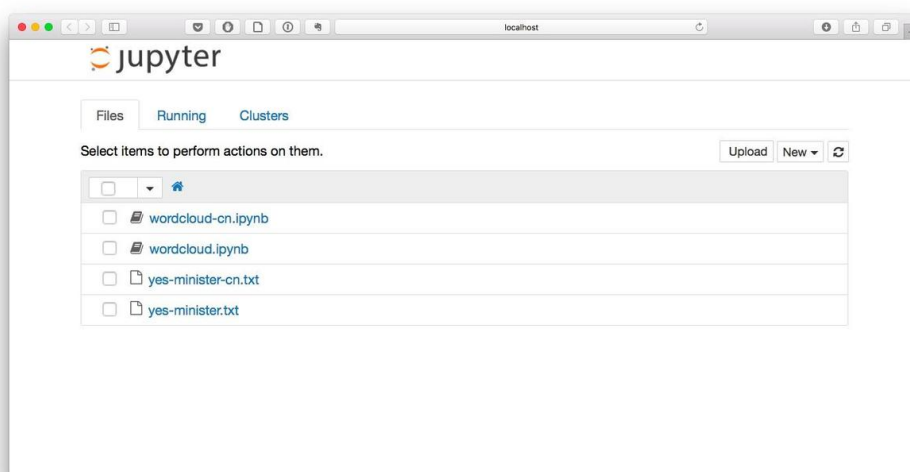 localhost
jupyter
Files Running Clusters
Select items to perform actions on them. Upload New
wordcloud-cn.ipynb
wordcloud.ipynb
yes-minister-cn.txt
yes-minister.txt